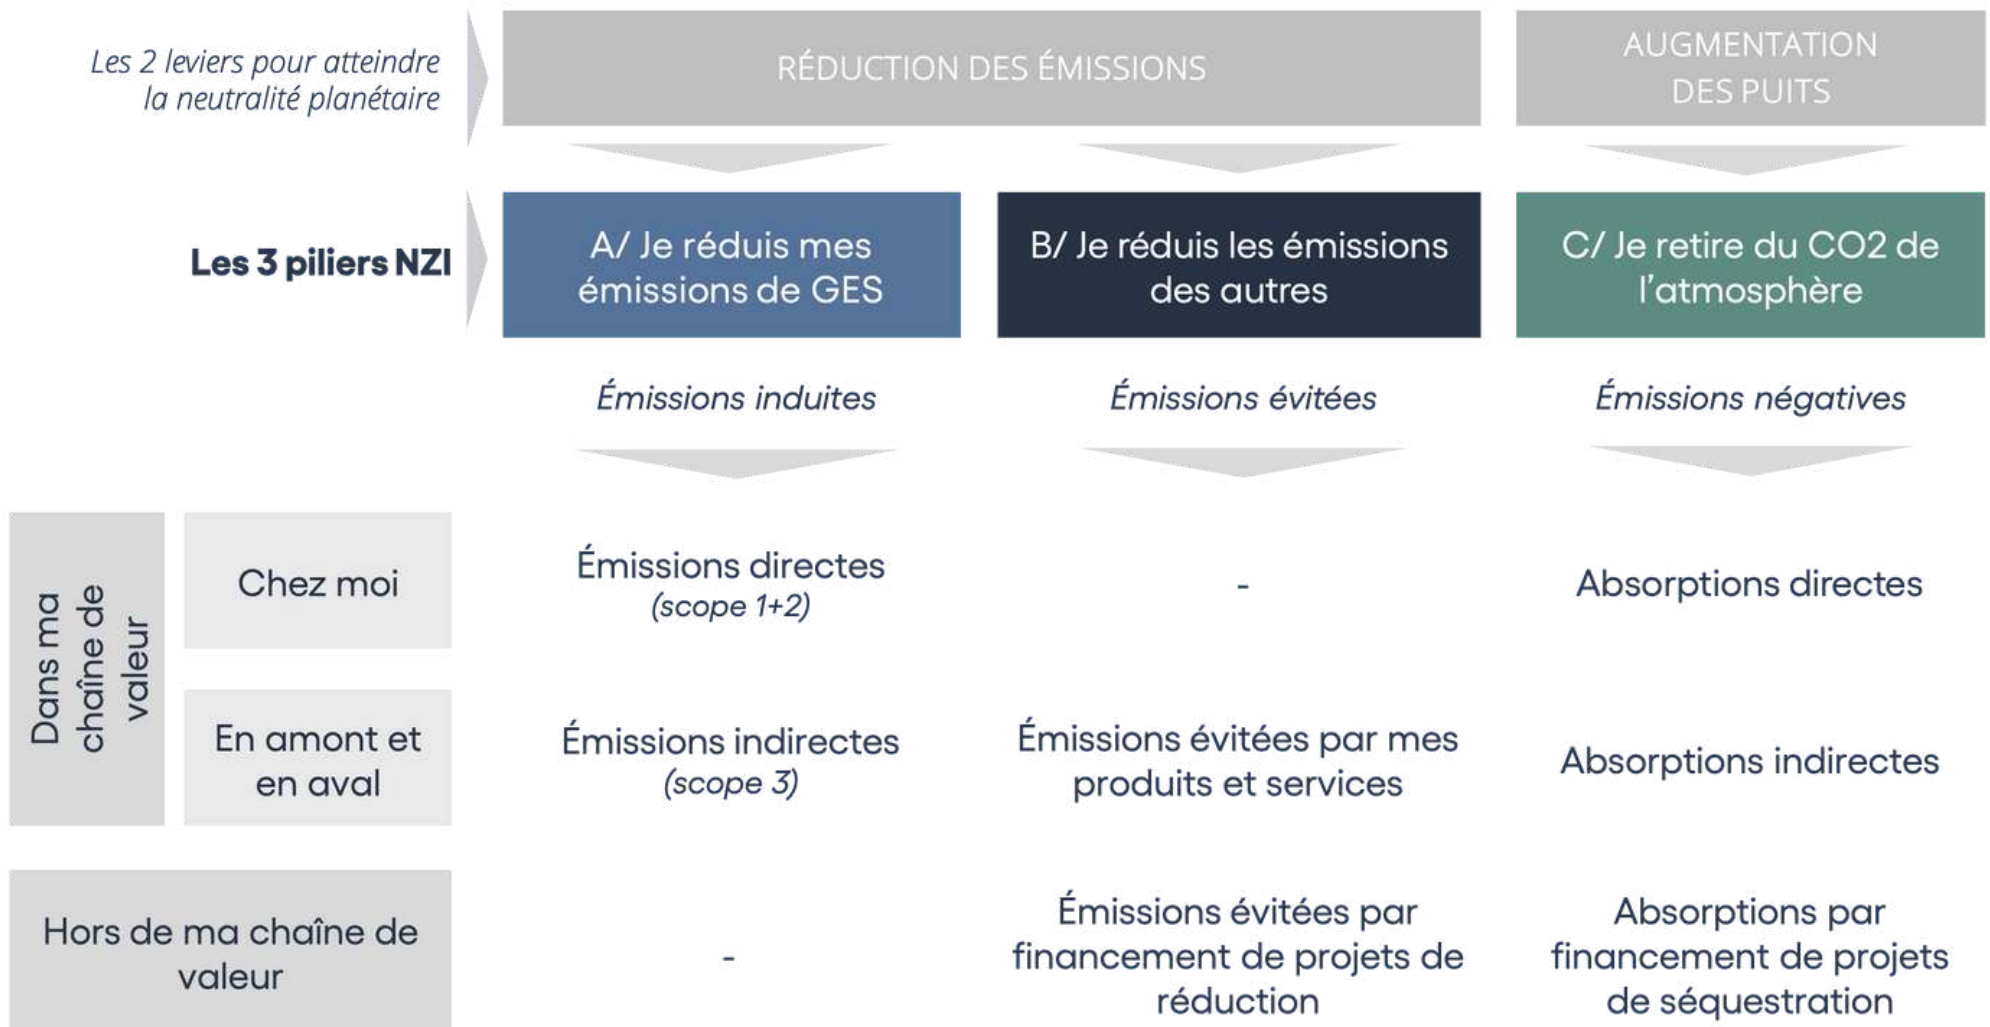 Les 2 leviers pour atteindre
la neutralité planétaire
RÉDUCTION DES ÉMISSIONS
AUGMENTATION
DES PUITS
Les 3 piliers NZI
A/ Je réduis mes
émissions de GES
B/ Je réduis les émissions
des autres
C/ Je retire du CO2 de
l'atmosphère
Émissions induites
Émissions évitées
Émissions négatives
Dans ma
chaîne de
valeur
Chez moi
Émissions directes
(scope 1+2)
-
Absorptions directes
En amont et
en aval
Émissions indirectes
(scope 3)
Émissions évitées par mes
produits et services
Absorptions indirectes
Hors de ma chaîne de
valeur
-
Émissions évitées par
financement de projets de
réduction
Absorptions par
financement de projets
de séquestration